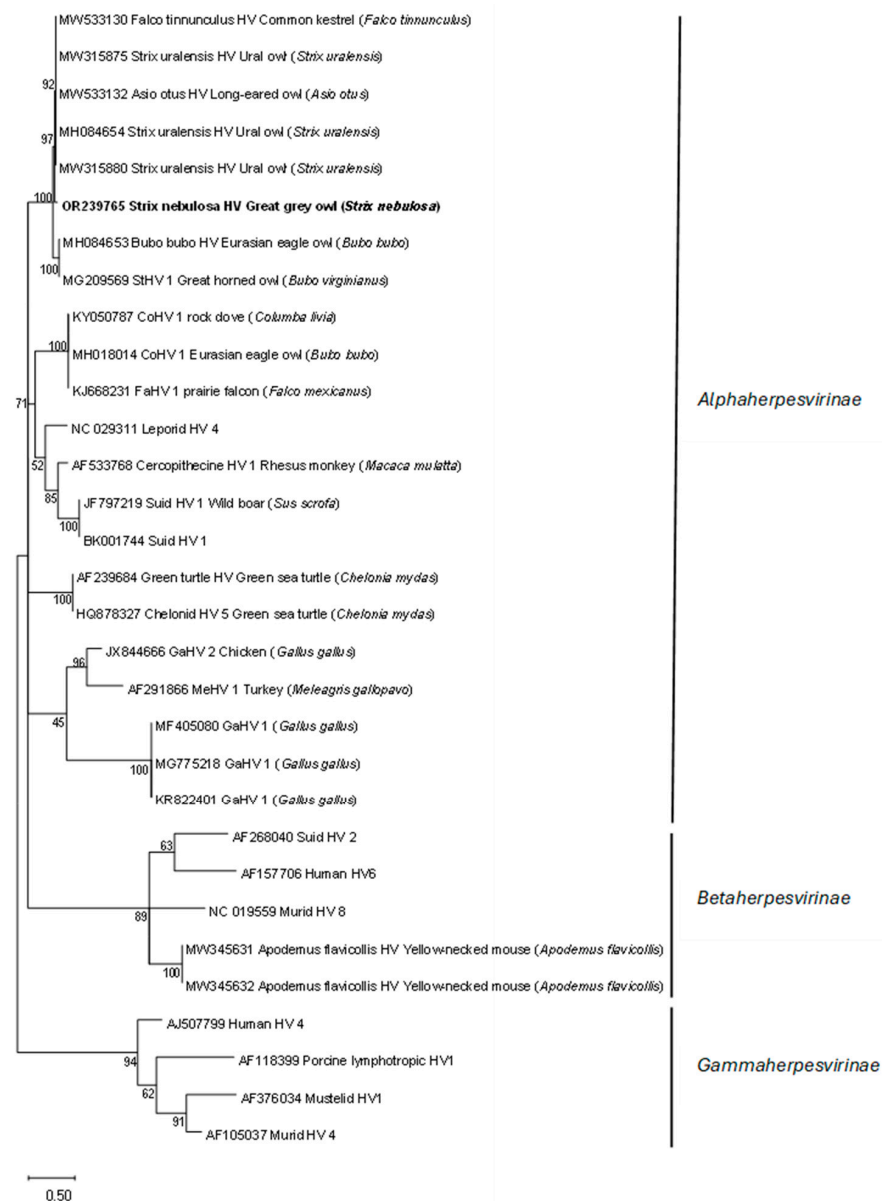 MW533130 Falco tinnunculus HV Common kestrel (Falco tinnunculus)
MW315875 Strix uralensis HV Ural owl (Strix uralensis)
92
MW533132 Asio otus HV Long-eared owl (Asio otus)
MH084654 Strix uralensis HV Ural owl (Strix uralensis)
97
MW315880 Strix uralensis HV Ural owl (Strix uralensis)
100
OR239765 Strix nebulosa HV Great grey owl (Strix nebulosa)
MH084653 Bubo bubo HV Eurasian eagle owl (Bubo bubo)
100
MG209569 StHV 1 Great horned owl (Bubo virginianus)
KY050787 CoHV 1 rock dove (Columba livia)
100
MH018014 CoHV 1 Eurasian eagle owl (Bubo bubo)
KJ668231 FaHV 1 prairie falcon (Falco mexicanus)
71
Alphaherpesvirinae
NC 029311 Leporid HV 4
52
AF533768 Cercopithecine HV 1 Rhesus monkey (Macaca mulatta)
85
JF797219 Suid HV 1 Wild boar (Sus scrofa)
100
BK001744 Suid HV 1
AF239684 Green turtle HV Green sea turtle (Chelonia mydas)
100
HQ878327 Chelonid HV 5 Green sea turtle (Chelonia mydas)
JX844666 GaHV 2 Chicken (Gallus gallus)
96
AF291866 MeHV 1 Turkey (Meleagris gallopavo)
45
MF405080 GaHV 1 (Gallus gallus)
MG775218 GaHV 1 (Gallus gallus)
100
KR822401 GaHV 1 (Gallus gallus)
AF268040 Suid HV 2
63
AF157706 Human HV6
Betaherpesvirinae
NC 019559 Murid HV 8
89
MW345631 Apodemus flavicollis HV Yellow-necked mouse (Apodemus flavicollis)
100
MW345632 Apodemus flavicollis HV Yellow-necked mouse (Apodemus flavicollis)
AJ507799 Human HV 4
94
AF118399 Porcine lymphotropic HV1
Gammaherpesvirinae
62
AF376034 Mustelid HV1
91
AF105037 Murid HV 4
0.50